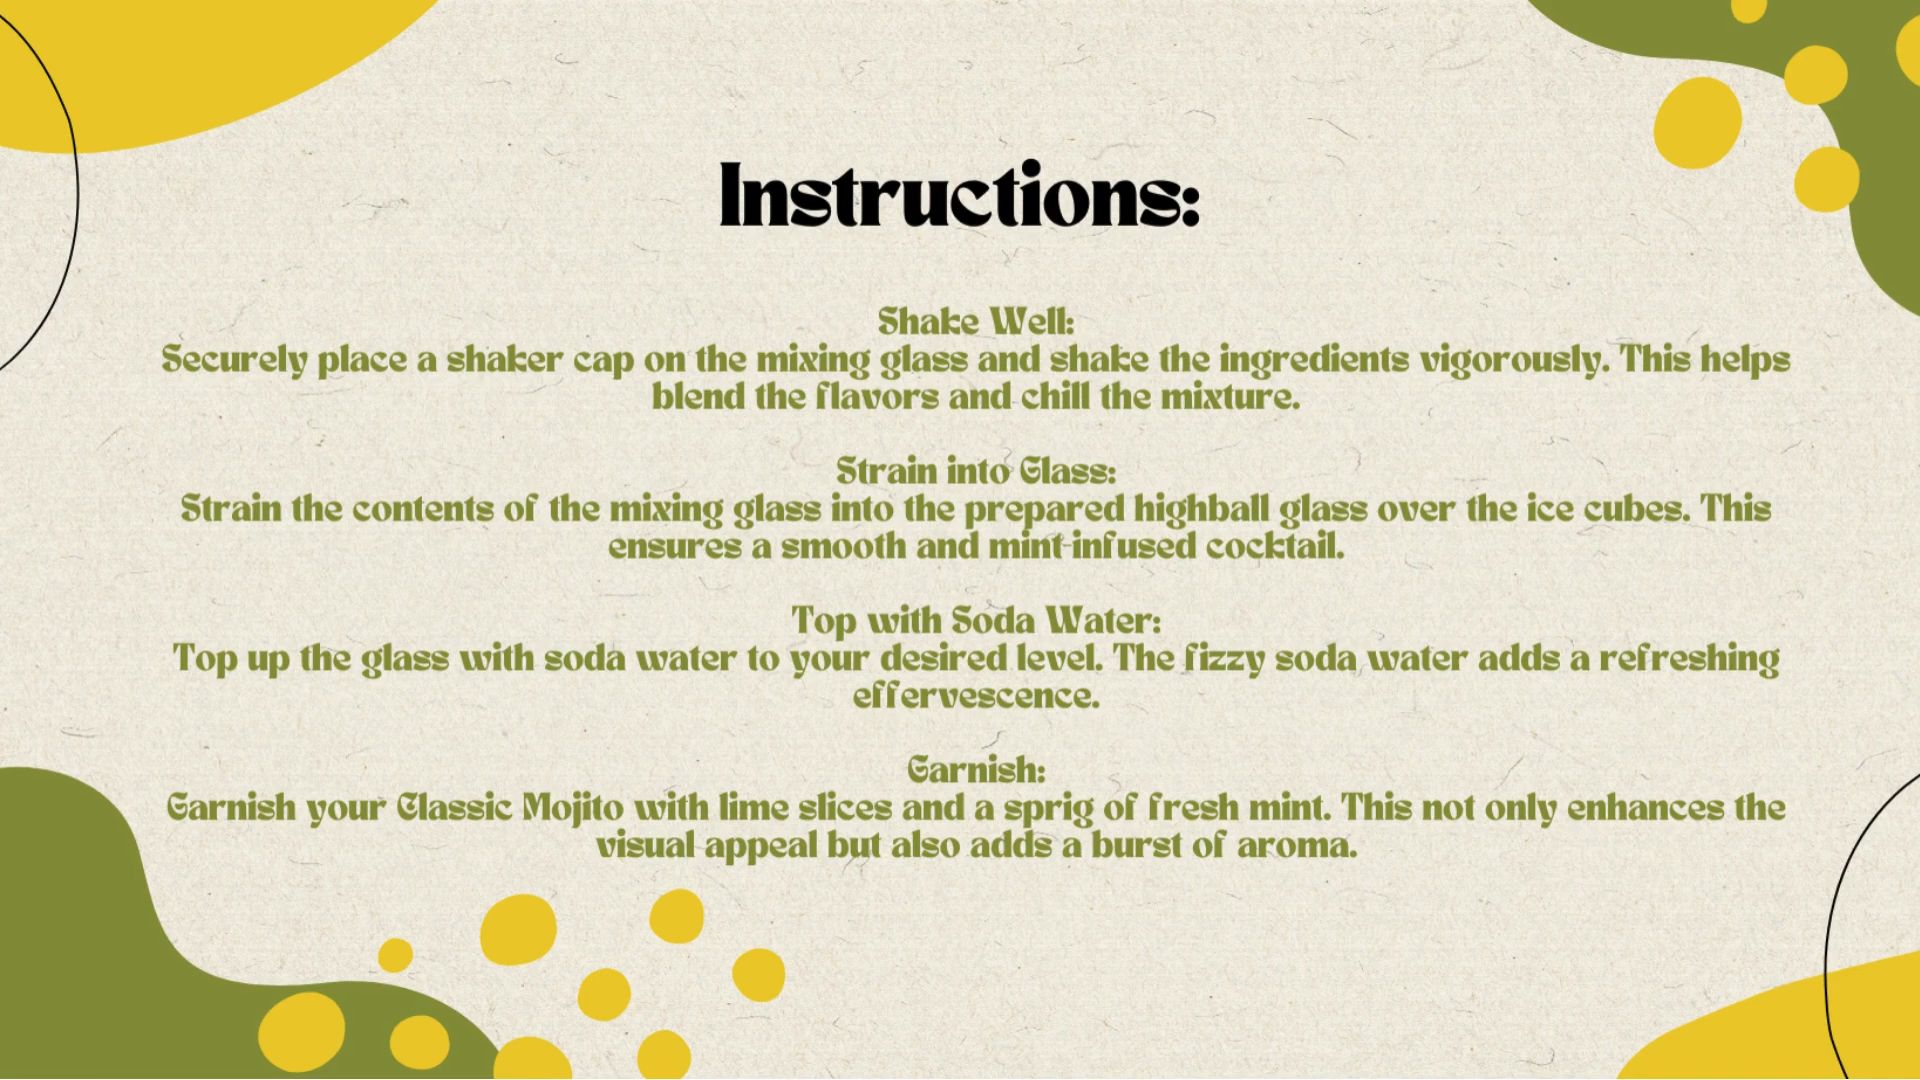 Instructions:
Shake Well:
Securely place a shaker cap on the mixing glass and shake the ingredients vigorously. This helps
blend the flavors and chill the mixture.
Strain into Glass:
Strain the contents of the mixing glass into the prepared highball glass over the ice cubes. This
ensures a smooth and mint-infused cocktail.
Top with Soda Water:
Top up the glass with soda water to your desired level. The fizzy soda water adds a refreshing
effervescence.
Garnish:
Garnish your Classic Mojito with lime slices and a sprig of fresh mint. This not only enhances the
visual appeal but also adds a burst of aroma.